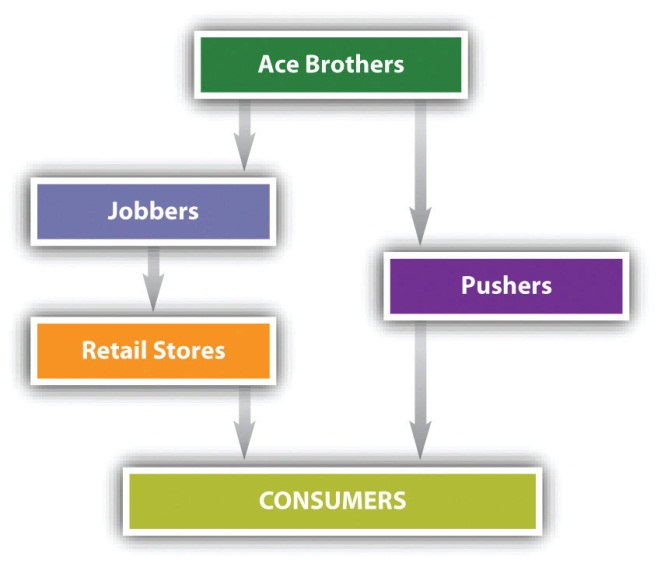 Ace Brothers
Jobbers
Pushers
Retail Stores
CONSUMERS